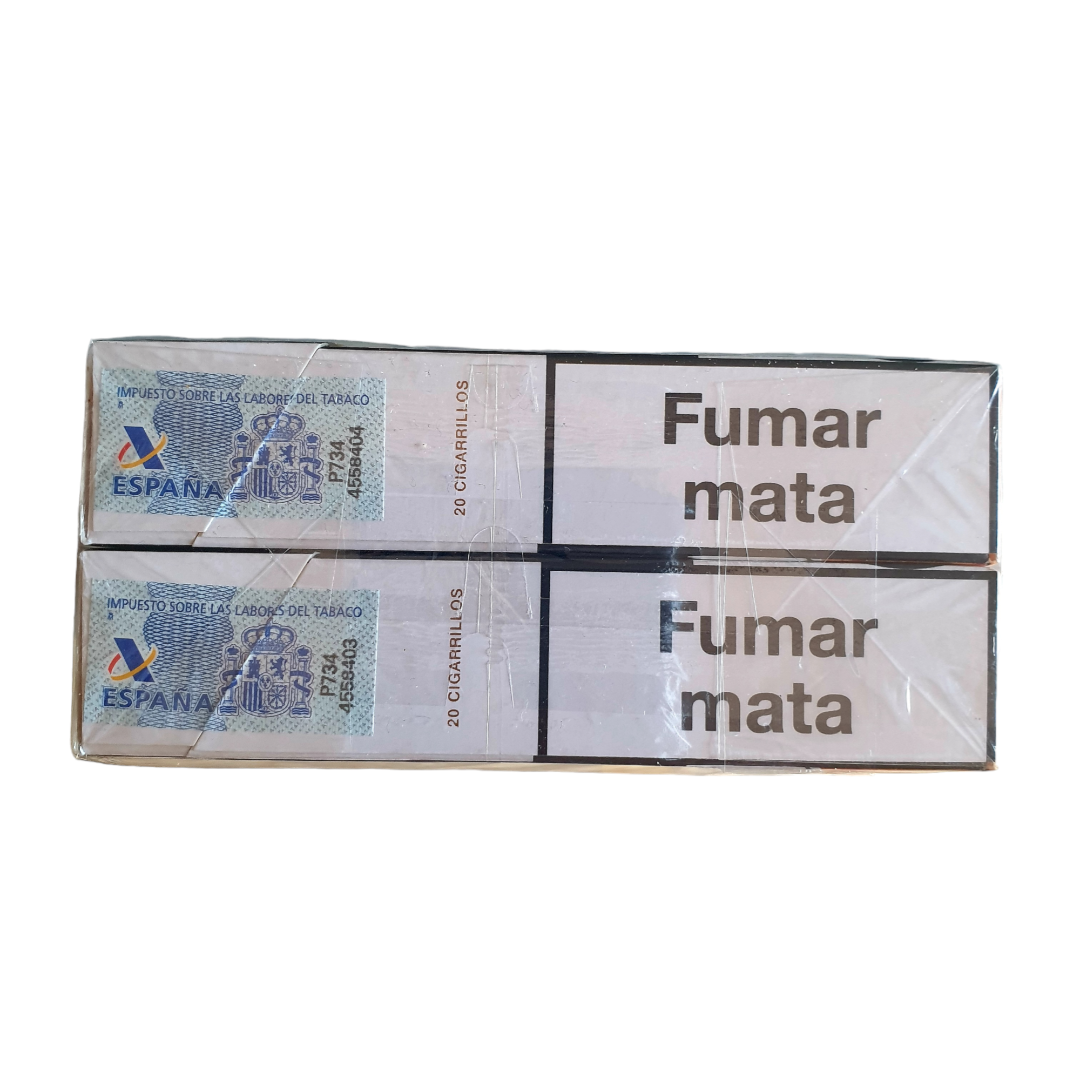 IMPUESTO SOBRE LAS LABORES DEL TABACO
b
ESPAÑA
P734
4558404
20 CIGARRILLOS
Fumar
mata
IMPUESTO SOBRE LAS LABORES DEL TABACO
b
ESPAÑA
P734
4558403
20 CIGARRILLOS
Fumar
mata